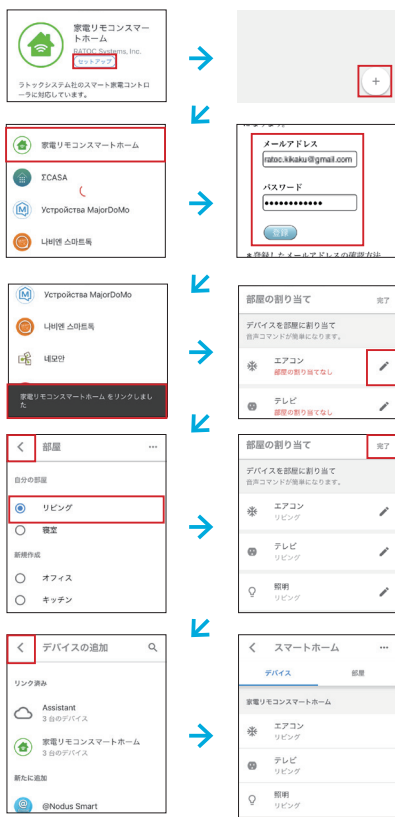 家電リモコンスマー
トホーム
RATOC Systems, Inc.
セットアップ
ラトックシステム社のスマート家電コントロ
ーラに対応しています。
+
家電リモコンスマートホーム
ΣCASA
Устройства MajorDoMo
나비엔 스마트톡
メールアドレス
ratoc.kikaku@gmail.com
パスワード
••••••••••••
登録
*登録したメールアドレスの確認方法
Устройства MajorDoMo
나비엔 스마트톡
네모안
家電リモコンスマートホーム をリンクしまし
た
部屋の割り当て
完了
デバイスを部屋に割り当て
音声コマンドが簡単になります。
エアコン
部屋の割り当てなし
テレビ
部屋の割り当てなし
部屋
自分の部屋
リビング
寝室
新規作成
オフィス
キッチン
部屋の割り当て
完了
デバイスを部屋に割り当て
音声コマンドが簡単になります。
エアコン
リビング
テレビ
リビング
照明
リビング
デバイスの追加
リンク済み
Assistant
3 台のデバイス
家電リモコンスマートホーム
3 台のデバイス
新たに追加
@Nodus Smart
スマートホーム
デバイス
部屋
家電リモコンスマートホーム
エアコン
リビング
テレビ
リビング
照明
リビング